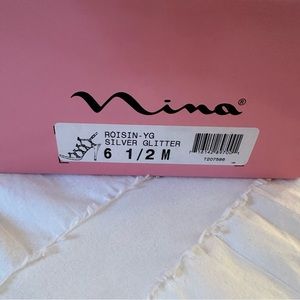 Nina®
ROISIN-YG
SILVER GLITTER
6 1/2 M